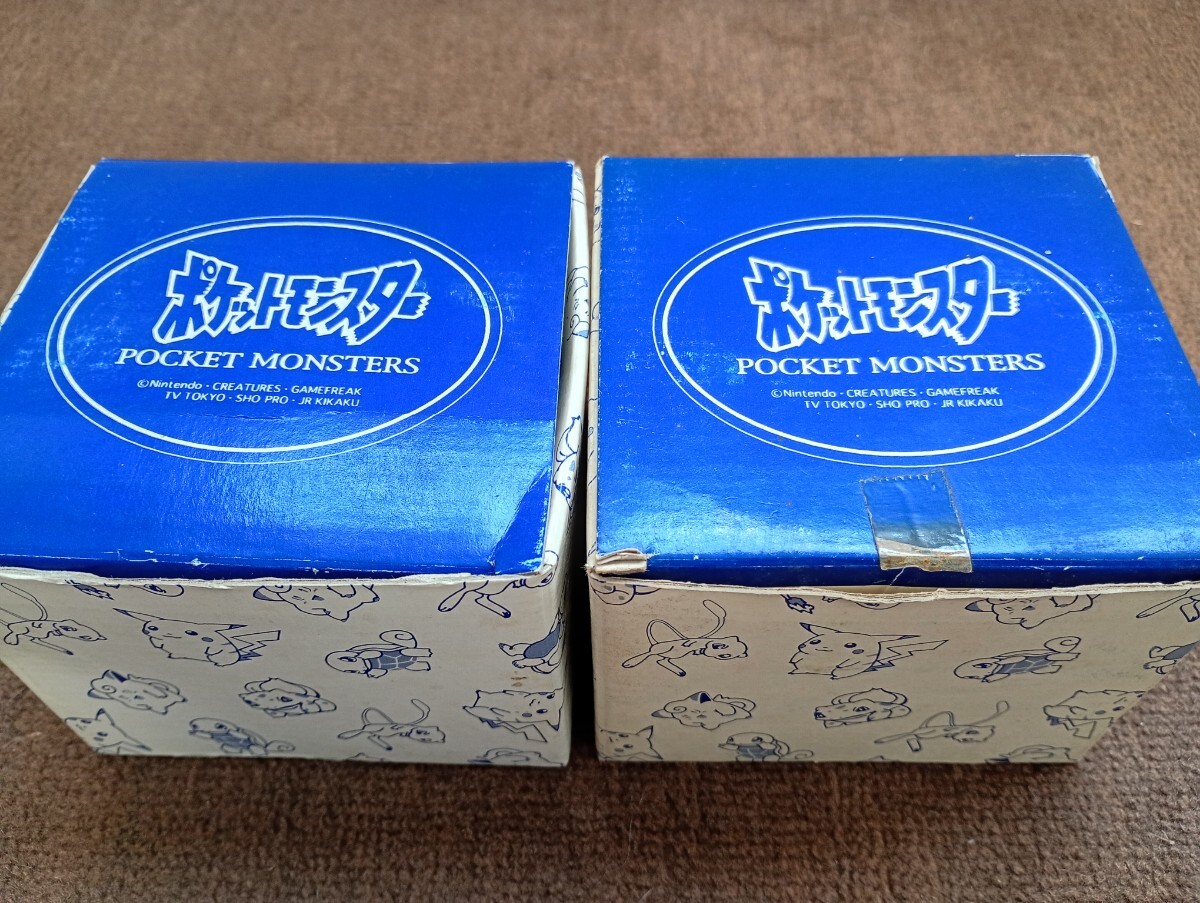 ポケットモンスター
POCKET MONSTERS
©Nintendo・CREATURES・GAMEFREAK
TV TOKYO・SHO PRO・JR KIKAKU
ポケットモンスター
POCKET MONSTERS
©Nintendo・CREATURES・GAMEFREAK
TV TOKYO・SHO PRO・JR KIKAKU